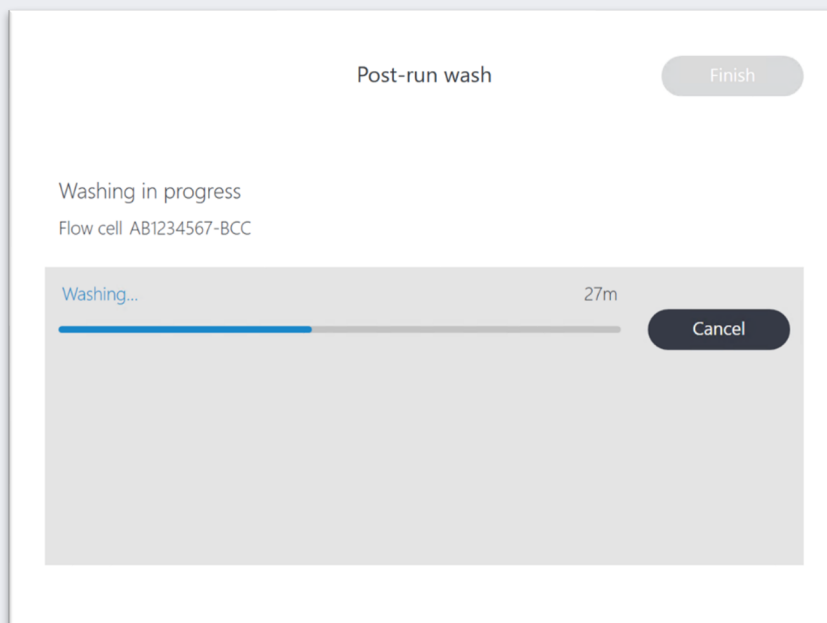 Post-run wash
Finish
Washing in progress
Flow cell AB1234567-BCC
Washing...
27m
Cancel